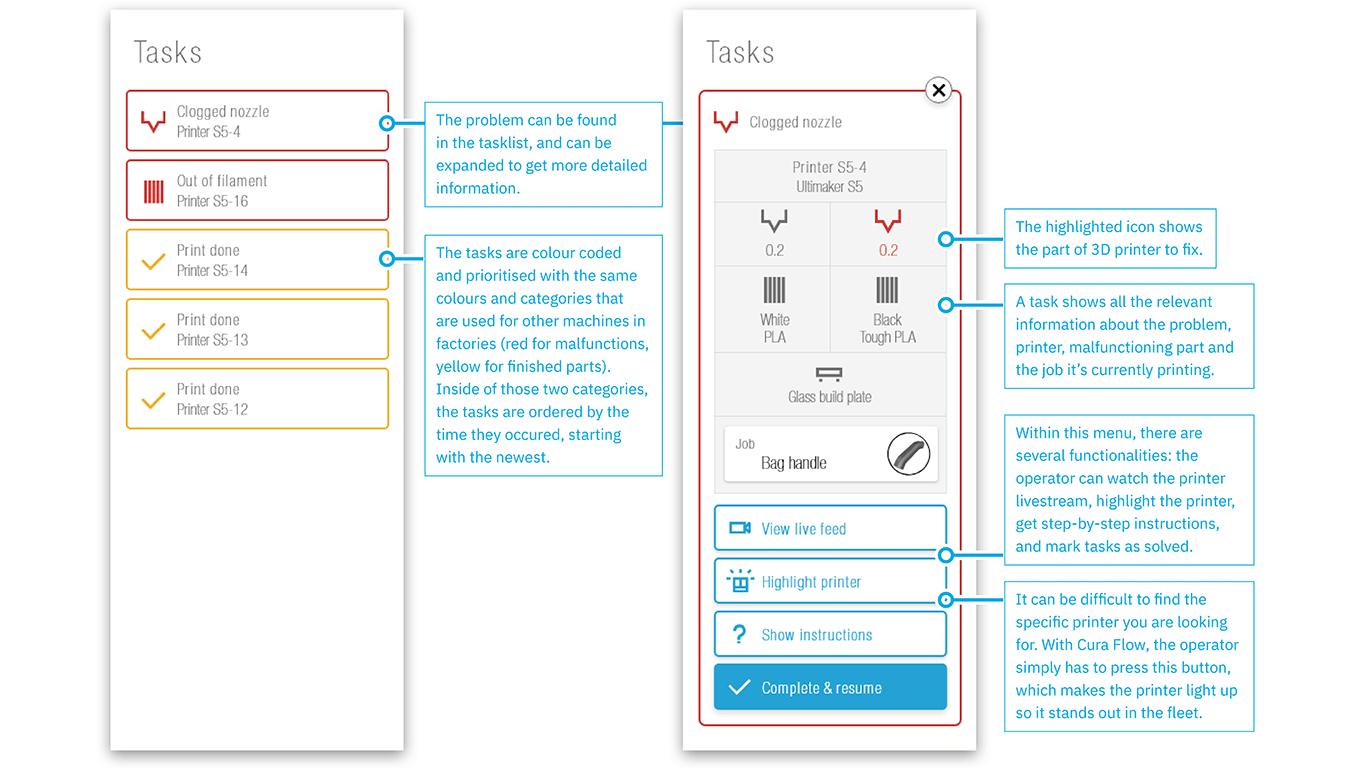 Tasks
Clogged nozzle
Printer S5-4
Out of filament
Printer S5-16
Print done
Printer S5-14
Print done
Printer S5-13
Print done
Printer S5-12
The problem can be found
in the tasklist, and can be
expanded to get more detailed
information.
The tasks are colour coded
and prioritised with the same
colours and categories that
are used for other machines in
factories (red for malfunctions,
yellow for finished parts).
Inside of those two categories,
the tasks are ordered by the
time they occured, starting
with the newest.
Tasks
Clogged nozzle
Printer S5-4
Ultimaker S5
0.2
0.2
White
PLA
Black
Tough PLA
Glass build plate
Job
Bag handle
View live feed
Highlight printer
Show instructions
Complete & resume
The highlighted icon shows
the part of 3D printer to fix.
A task shows all the relevant
information about the problem,
printer, malfunctioning part and
the job it's currently printing.
Within this menu, there are
several functionalities: the
operator can watch the printer
livestream, highlight the printer,
get step-by-step instructions,
and mark tasks as solved.
It can be difficult to find the
specific printer you are looking
for. With Cura Flow, the operator
simply has to press this button,
which makes the printer light up
so it stands out in the fleet.